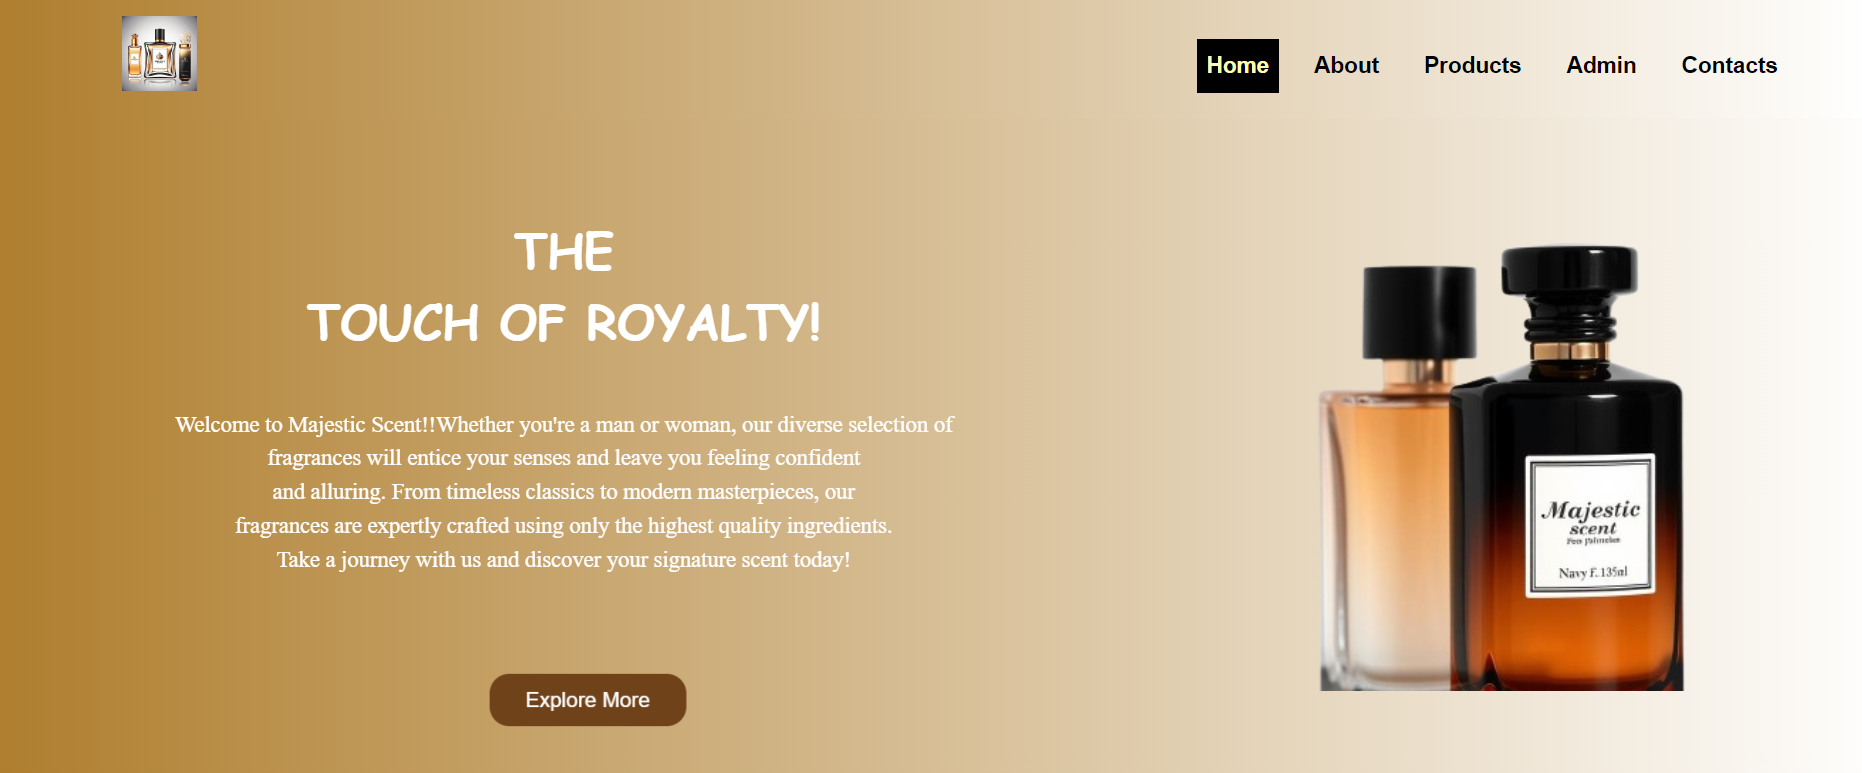 Home About Products Admin Contacts
THE
TOUCH OF ROYALTY!
Welcome to Majestic Scent!!Whether you're a man or woman, our diverse selection of
fragrances will entice your senses and leave you feeling confident
and alluring. From timeless classics to modern masterpieces, our
fragrances are expertly crafted using only the highest quality ingredients.
Take a journey with us and discover your signature scent today!
Explore More
Majestic
scent
Navy F. 135ml